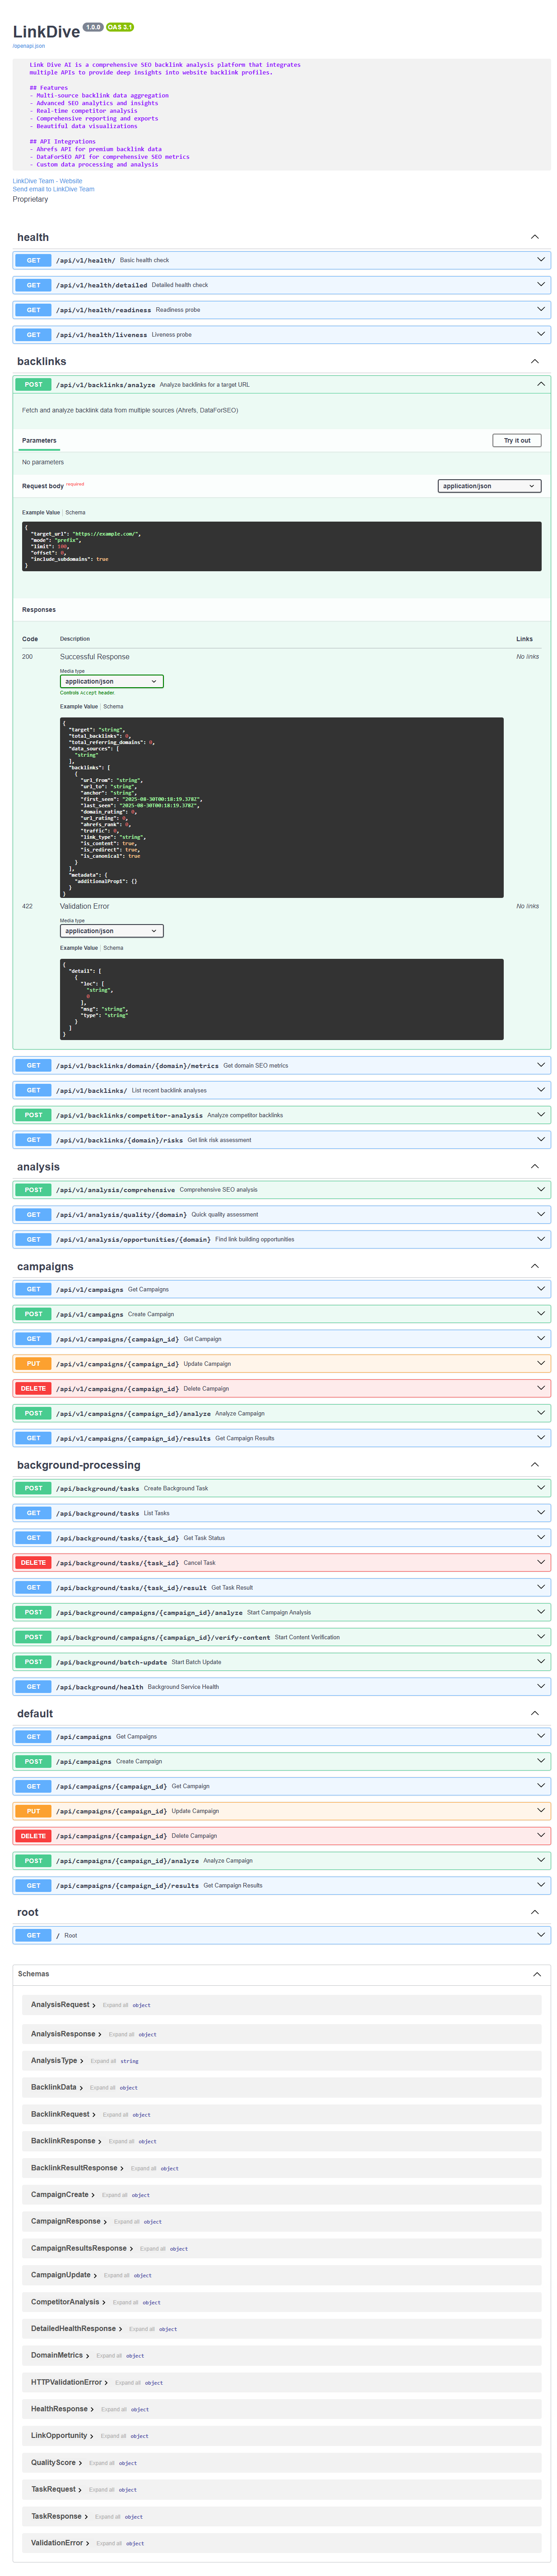 LinkDive 1.0.0 OAS 3.1
/openapi.json
Link Dive AI is a comprehensive SEO backlink analysis platform that integrates
multiple APIs to provide deep insights into website backlink profiles.
## Features
- Multi-source backlink data aggregation
- Advanced SEO analytics and insights
- Real-time competitor analysis
- Comprehensive reporting and exports
- Beautiful data visualizations
## API Integrations
- Ahrefs API for premium backlink data
- DataForSEO API for comprehensive SEO metrics
- Custom data processing and analysis
LinkDive Team - Website
Send email to LinkDive Team
Proprietary
health
GET /api/v1/health/ Basic health check
GET /api/v1/health/detailed Detailed health check
GET /api/v1/health/readiness Readiness probe
GET /api/v1/health/liveness Liveness probe
backlinks
POST /api/v1/backlinks/analyze Analyze backlinks for a target URL
Fetch and analyze backlink data from multiple sources (Ahrefs, DataForSEO)
Parameters Try it out
No parameters
Request body required application/json
Example Value Schema
{
"target_url": "https://example.com/",
"mode": "prefix",
"limit": 100,
"offset": 0,
"include_subdomains": true
}
Responses
Code Description Links
200 Successful Response No links
Media type
application/json
Controls Accept header
Example Value Schema
{
"target": "string",
"total_backlinks": 0,
"total_referring_domains": 0,
"data_sources": [
"string"
],
"backlinks": [
{
"url_from": "string",
"url_to": "string",
"anchor": "string",
"first_seen": "2025-08-30T00:18:19.378Z",
"last_seen": "2025-08-30T00:18:19.378Z",
"domain_rating": 0,
"url_rating": 0,
"ahrefs_rank": 0,
"traffic": 0,
"link_type": "string",
"is_content": true,
"is_redirect": true,
"is_canonical": true
}
],
"metadata": {
"additionalProp1": {}
}
}
422 Validation Error No links
Media type
application/json
Example Value Schema
{
"detail": [
{
"loc": [
"string",
0
],
"msg": "string",
"type": "string"
}
]
}
GET /api/v1/backlinks/domain/{domain}/metrics Get domain SEO metrics
GET /api/v1/backlinks/ List recent backlink analyses
POST /api/v1/backlinks/competitor-analysis Analyze competitor backlinks
GET /api/v1/backlinks/{domain}/risks Get link risk assessment
analysis
POST /api/v1/analysis/comprehensive Comprehensive SEO analysis
GET /api/v1/analysis/quality/{domain} Quick quality assessment
GET /api/v1/analysis/opportunities/{domain} Find link building opportunities
campaigns
GET /api/v1/campaigns Get Campaigns
POST /api/v1/campaigns Create Campaign
GET /api/v1/campaigns/{campaign_id} Get Campaign
PUT /api/v1/campaigns/{campaign_id} Update Campaign
DELETE /api/v1/campaigns/{campaign_id} Delete Campaign
POST /api/v1/campaigns/{campaign_id}/analyze Analyze Campaign
GET /api/v1/campaigns/{campaign_id}/results Get Campaign Results
background-processing
POST /api/background/tasks Create Background Task
GET /api/background/tasks List Tasks
GET /api/background/tasks/{task_id} Get Task Status
DELETE /api/background/tasks/{task_id} Cancel Task
GET /api/background/tasks/{task_id}/result Get Task Result
POST /api/background/campaigns/{campaign_id}/analyze Start Campaign Analysis
POST /api/background/campaigns/{campaign_id}/verify-content Start Content Verification
POST /api/background/batch-update Start Batch Update
GET /api/background/health Background Service Health
default
GET /api/campaigns Get Campaigns
POST /api/campaigns Create Campaign
GET /api/campaigns/{campaign_id} Get Campaign
PUT /api/campaigns/{campaign_id} Update Campaign
DELETE /api/campaigns/{campaign_id} Delete Campaign
POST /api/campaigns/{campaign_id}/analyze Analyze Campaign
GET /api/campaigns/{campaign_id}/results Get Campaign Results
root
GET / Root
Schemas
AnalysisRequest Expand all object
AnalysisResponse Expand all object
AnalysisType Expand all string
BacklinkData Expand all object
BacklinkRequest Expand all object
BacklinkResponse Expand all object
BacklinkResultResponse Expand all object
CampaignCreate Expand all object
CampaignResponse Expand all object
CampaignResultsResponse Expand all object
CampaignUpdate Expand all object
CompetitorAnalysis Expand all object
DetailedHealthResponse Expand all object
DomainMetrics Expand all object
HTTPValidationError Expand all object
HealthResponse Expand all object
LinkOpportunity Expand all object
QualityScore Expand all object
TaskRequest Expand all object
TaskResponse Expand all object
ValidationError Expand all object